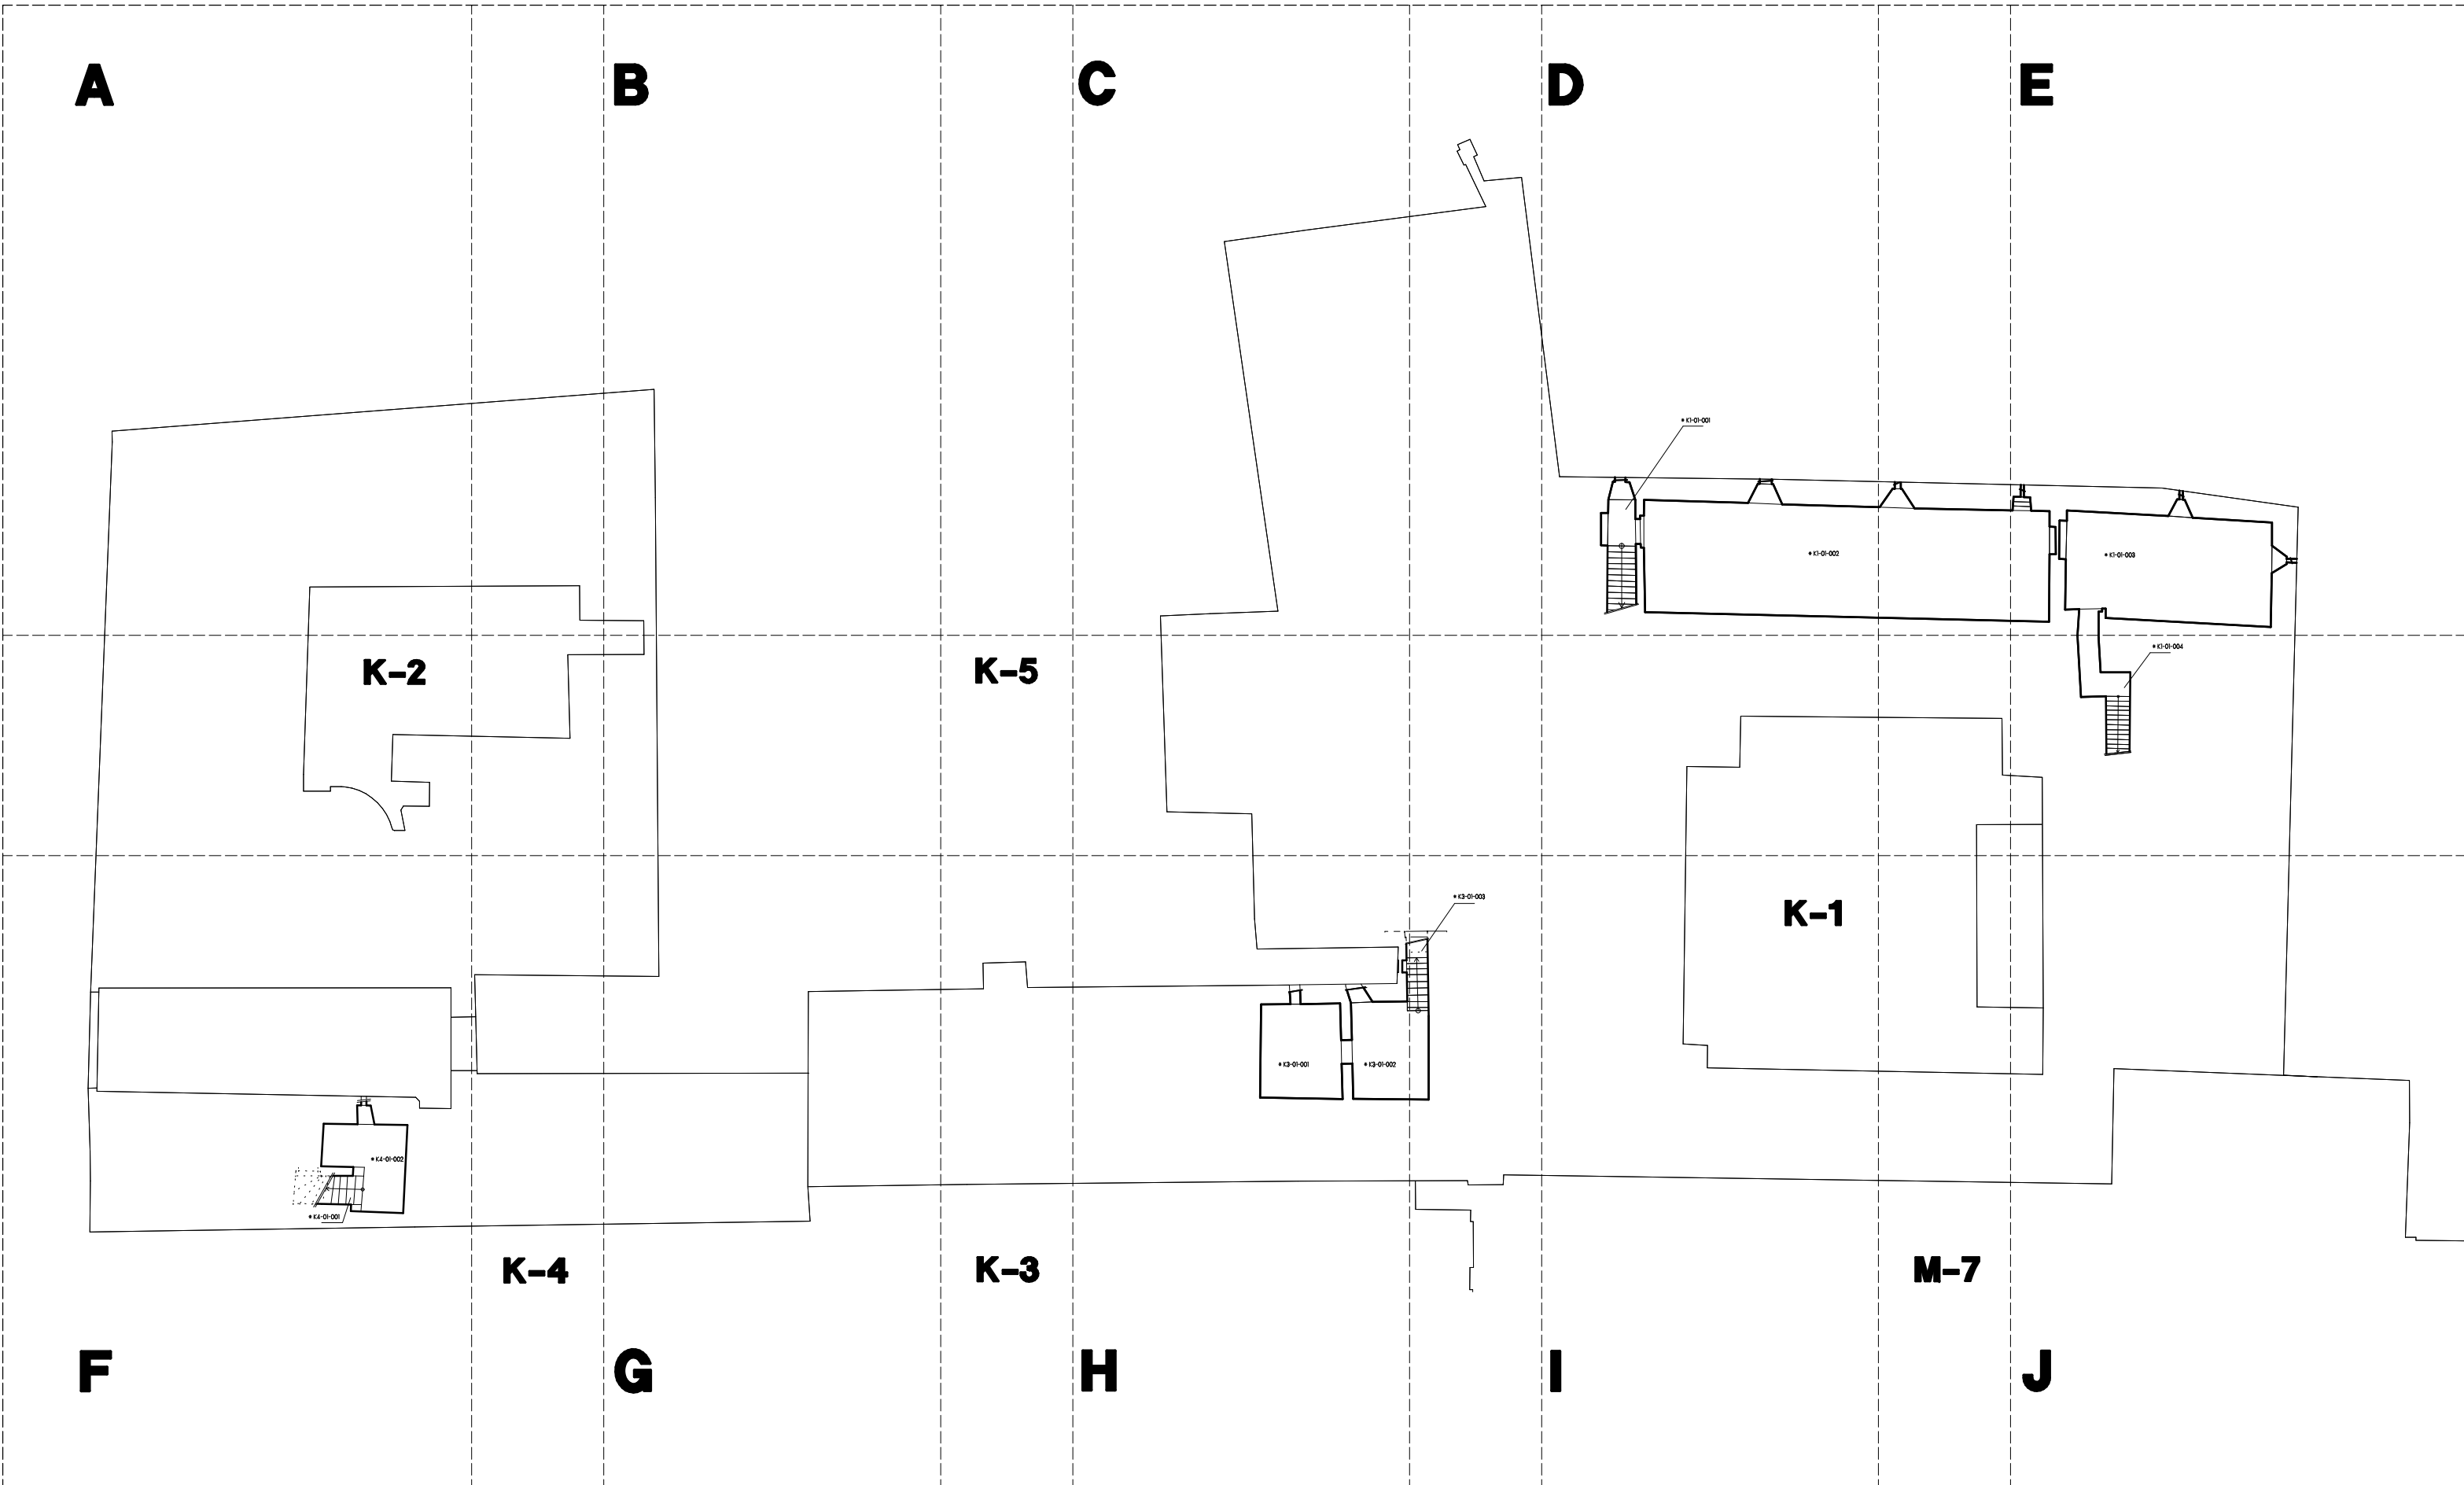 A B C D E
K1-01-001
K1-01-002
K1-01-003
K-2 K-5
K1-01-004
K3-01-003
K-1
K3-01-001 K3-01-002
K4-01-002
K4-01-001
K-4 K-3 M-7
F G H I J